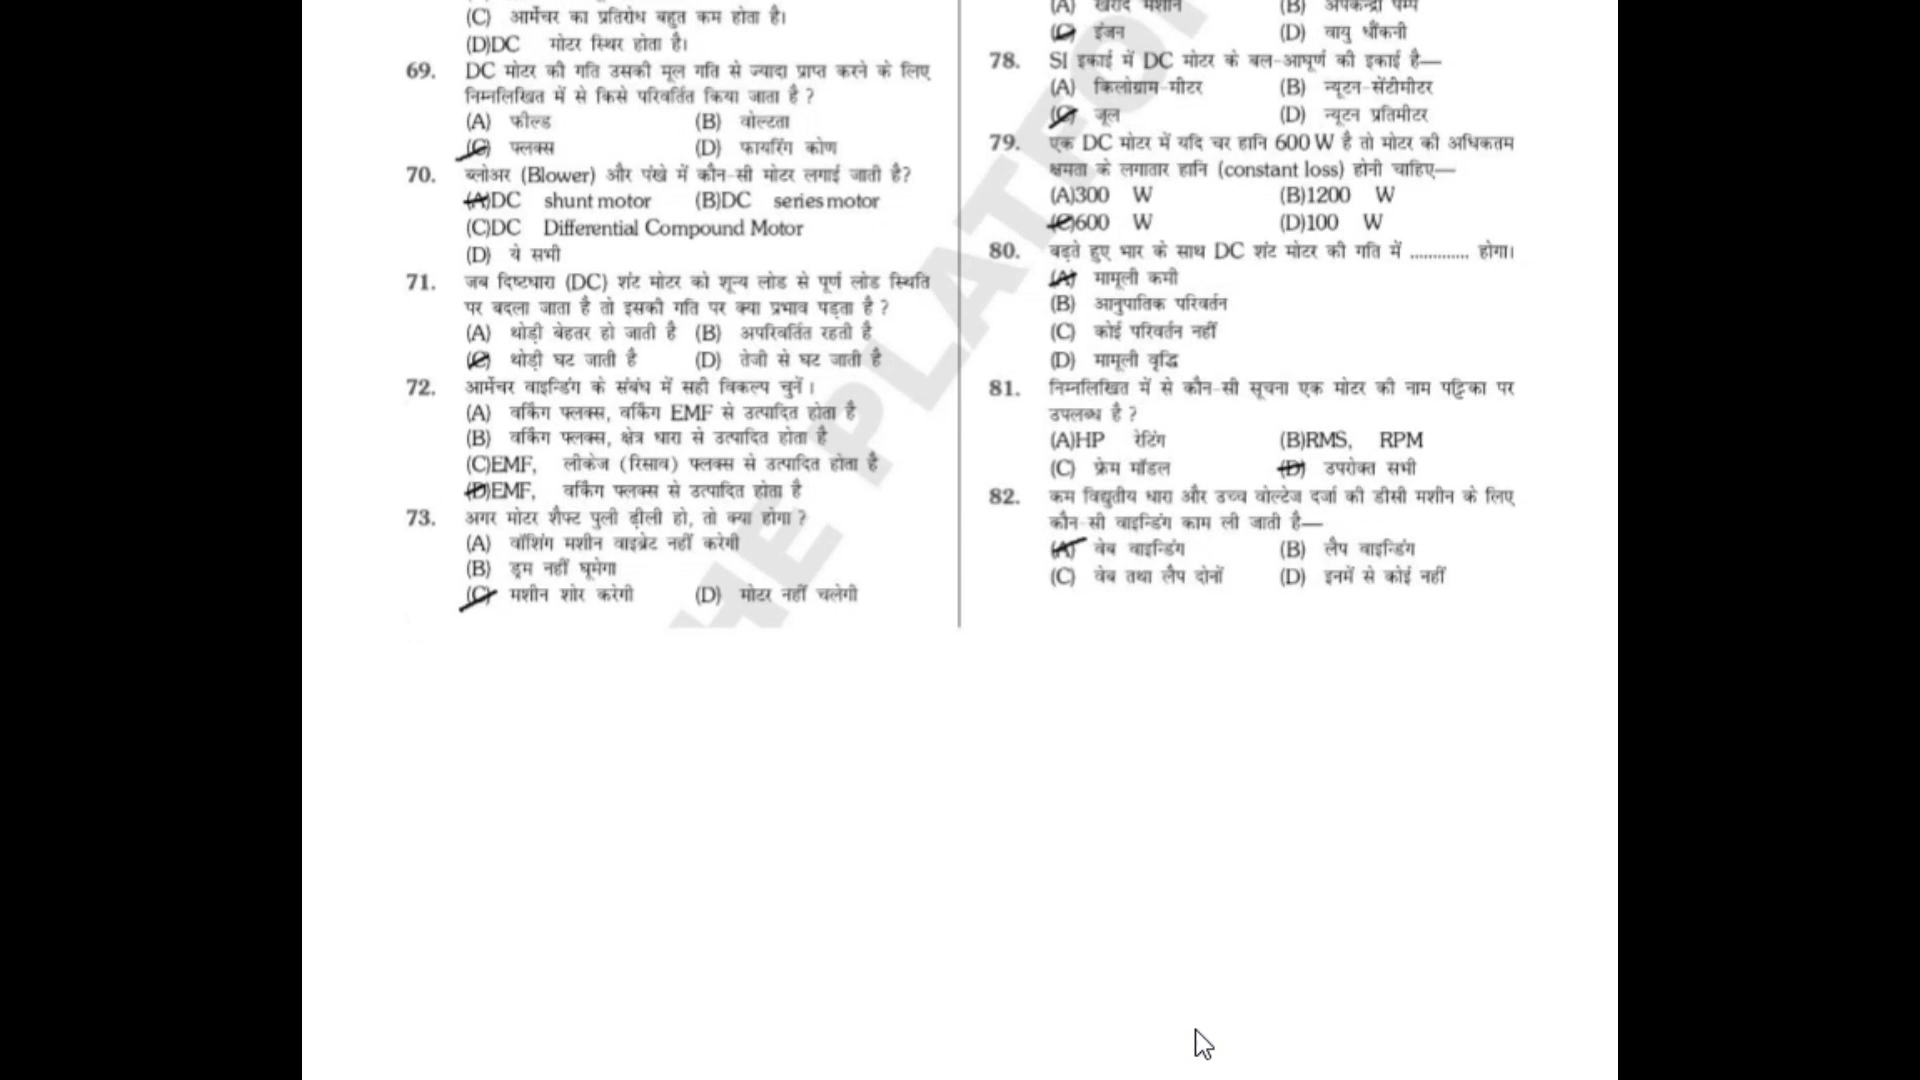 (C) आर्मेचर का प्रतिरोध बहुत कम होता है।
(D)DC मोटर स्थिर होता है।
69. DC मोटर की गति उसकी मूल गति से ज्यादा प्राप्त करने के लिए
निम्नलिखित में से किसे परिवर्तित किया जाता है ?
(A) फील्ड (B) वोल्टता
(C) फ्लक्स (D) फायरिंग कोण
70. ब्लोअर (Blower) और पंखे में कौन-सी मोटर लगाई जाती है?
(A)DC shunt motor (B)DC series motor
(C)DC Differential Compound Motor
(D) ये सभी
71. जब दिष्टधारा (DC) शंट मोटर को शून्य लोड से पूर्ण लोड स्थिति
पर बदला जाता है तो इसकी गति पर क्या प्रभाव पड़ता है ?
(A) थोड़ी बेहतर हो जाती है (B) अपरिवर्तित रहती है
(C) थोड़ी घट जाती है (D) तेजी से घट जाती है
72. आर्मेचर वाइन्डिंग के संबंध में सही विकल्प चुनें।
(A) वर्किंग फ्लक्स, वर्किंग EMF से उत्पादित होता है
(B) वर्किंग फ्लक्स, क्षेत्र धारा से उत्पादित होता है
(C)EMF, लीकेज (रिसाव) फ्लक्स से उत्पादित होता है
(D)EMF, वर्किंग फ्लक्स से उत्पादित होता है
73. अगर मोटर शैफ्ट पुली ढ़ीली हो, तो क्या होगा ?
(A) वॉशिंग मशीन वाइब्रेट नहीं करेगी
(B) ड्रम नहीं घूमेगा
(C) मशीन शोर करेगी (D) मोटर नहीं चलेगी
(A) खराद मशीन (B) अपकेन्द्री पम्प
(C) इंजन (D) वायु धौंकनी
78. SI इकाई में DC मोटर के बल-आघूर्ण की इकाई है—
(A) किलोग्राम-मीटर (B) न्यूटन-सेंटीमीटर
(C) जूल (D) न्यूटन प्रतिमीटर
79. एक DC मोटर में यदि चर हानि 600 W है तो मोटर की अधिकतम
क्षमता के लगातार हानि (constant loss) होनी चाहिए—
(A)300 W (B)1200 W
(C)600 W (D)100 W
80. बढ़ते हुए भार के साथ DC शंट मोटर की गति में ............. होगा।
(A) मामूली कमी
(B) आनुपातिक परिवर्तन
(C) कोई परिवर्तन नहीं
(D) मामूली वृद्धि
81. निम्नलिखित में से कौन-सी सूचना एक मोटर की नाम पट्टिका पर
उपलब्ध है ?
(A)HP रेटिंग (B)RMS, RPM
(C) फ्रेम मॉडल (D) उपरोक्त सभी
82. कम विद्युतीय धारा और उच्च वोल्टेज दर्जा की डीसी मशीन के लिए
कौन-सी वाइन्डिंग काम ली जाती है—
(A) वेब वाइन्डिंग (B) लैप वाइन्डिंग
(C) वेब तथा लैप दोनों (D) इनमें से कोई नहीं